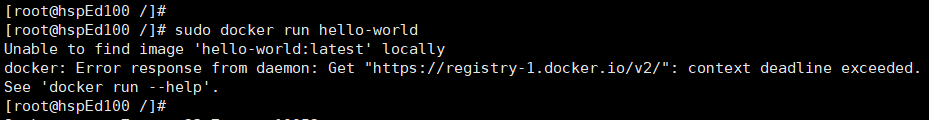 [root@hspEd100 /]#
[root@hspEd100 /]# sudo docker run hello-world
Unable to find image 'hello-world:latest' locally
docker: Error response from daemon: Get "https://registry-1.docker.io/v2/": context deadline exceeded.
See 'docker run --help'.
[root@hspEd100 /]#